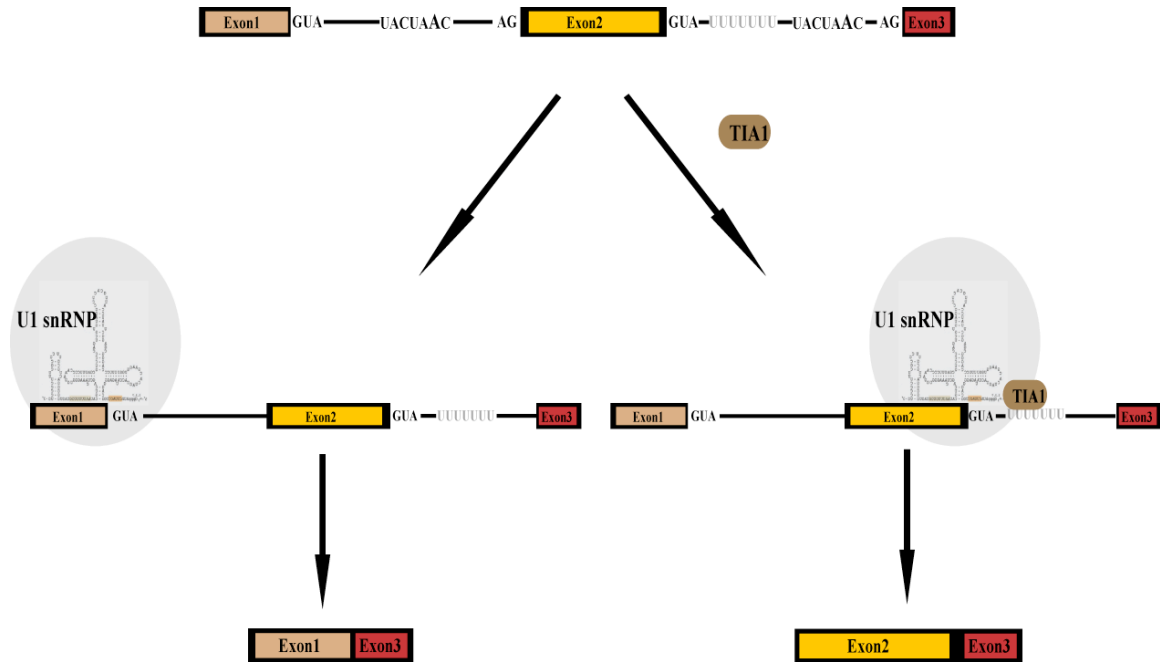 Exon1 GUA UACUAAC AG Exon2 GUA UUUUUUU UACUAAC AG Exon3
TIA1
U1 snRNP
Exon1 GUA Exon2 GUA UUUUUUU Exon3
U1 snRNP
TIA1
Exon1 GUA Exon2 GUA UUUUUUU Exon3
Exon1 Exon3
Exon2 Exon3